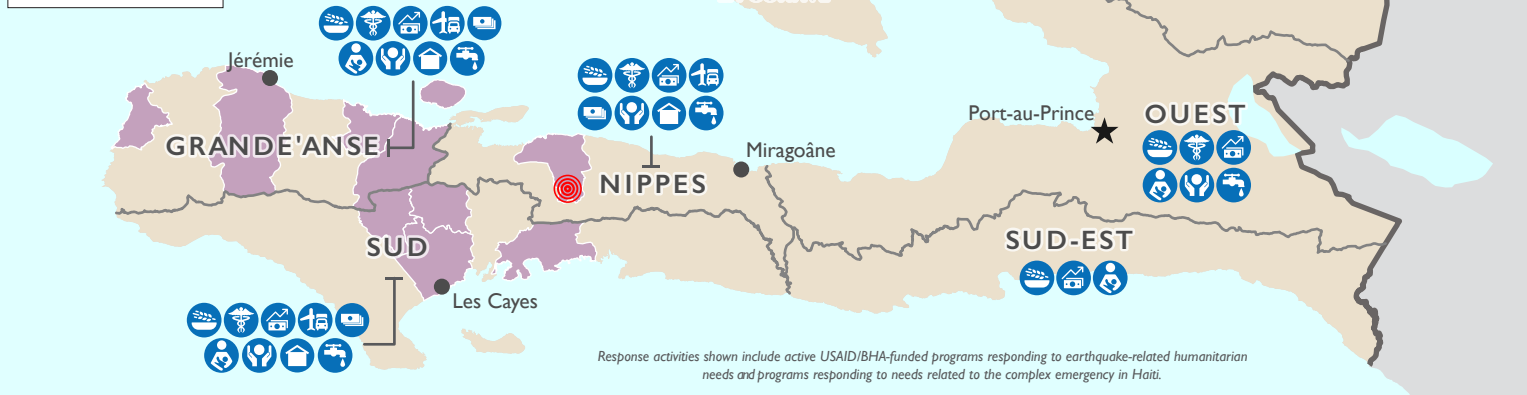 Jérémie
GRANDE'ANSE
NIPPES
Miragoâne
Port-au-Prince
OUEST
SUD
Les Cayes
SUD-EST
Response activities shown include active USAID/BHA-funded programs responding to earthquake-related humanitarian
needs and programs responding to needs related to the complex emergency in Haiti.